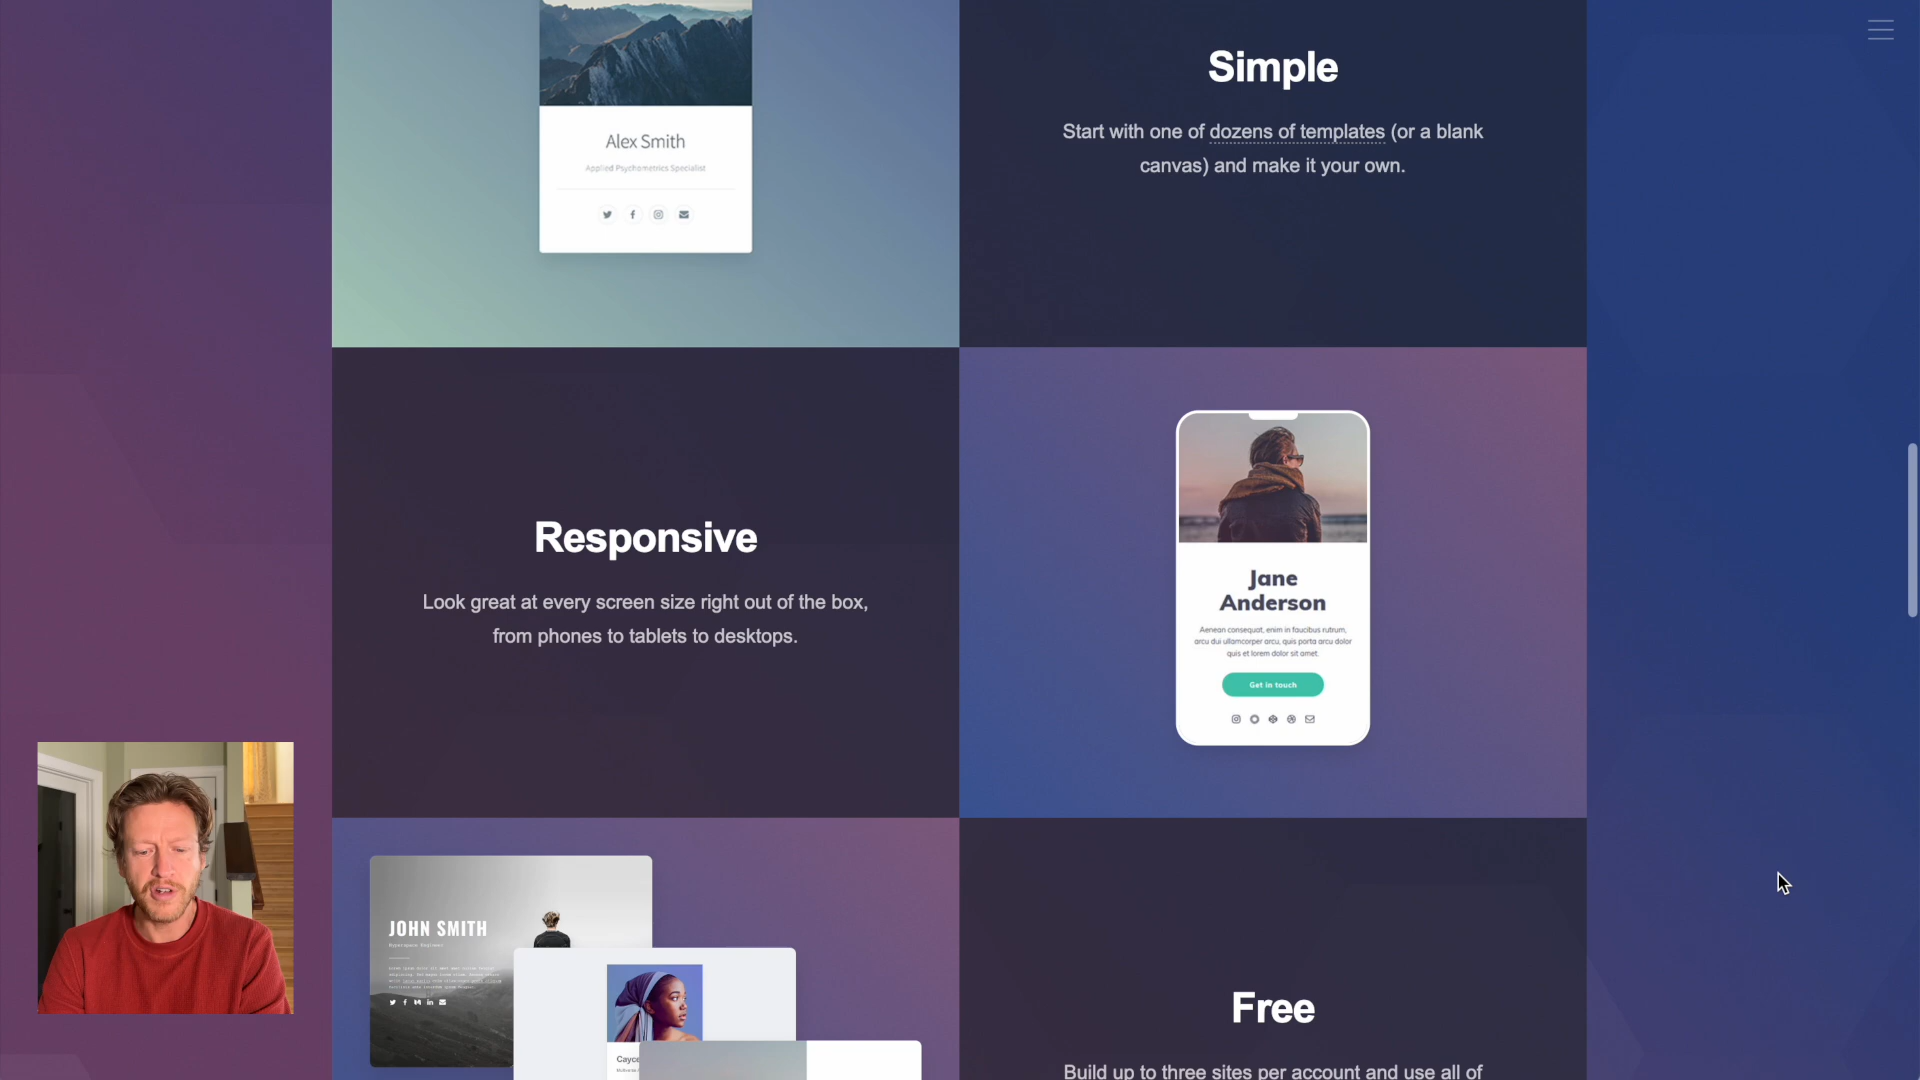 Simple
Start with one of dozens of templates (or a blank
canvas) and make it your own.
Alex Smith
Applied Psychometrics Specialist
Responsive
Look great at every screen size right out of the box,
from phones to tablets to desktops.
Jane
Anderson
Aenean consequat, enim in faucibus rutrum,
arcu dui ullamcorper arcu, quis porta arcu dolor
quis et lorem dolor sit amet.
Get in touch
JOHN SMITH
Hyperspace Engineer
Cayce
Free
Build up to three sites per account and use all of